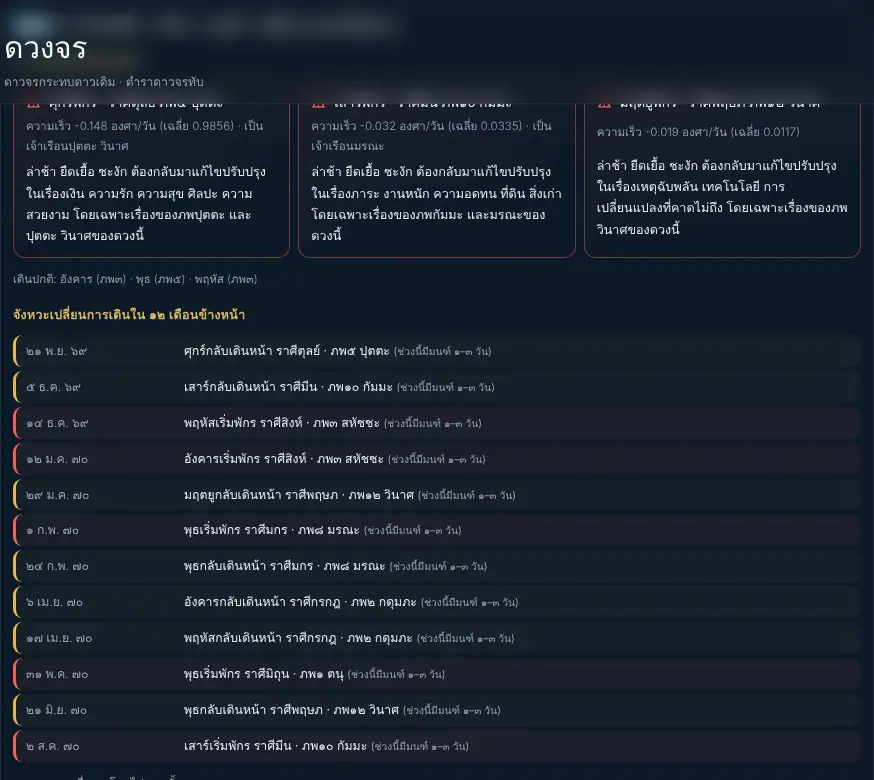 ดวงจร
ดาวจรกระทบดาวเดิม · ตำราดาวจรทับ
ความเร็ว -0.148 องศา/วัน (เฉลี่ย 0.9856) · เป็น
เจ้าเรือนปุตตะ วินาศ
ล่าช้า ยืดเยื้อ ชะงัก ต้องกลับมาแก้ไขปรับปรุง
ในเรื่องเงิน ความรัก ความสุข ศิลปะ ความ
สวยงาม โดยเฉพาะเรื่องของภพปุตตะ และ
ปุตตะ วินาศของดวงนี้
ความเร็ว -0.032 องศา/วัน (เฉลี่ย 0.0335) · เป็น
เจ้าเรือนมรณะ
ล่าช้า ยืดเยื้อ ชะงัก ต้องกลับมาแก้ไขปรับปรุง
ในเรื่องภาระ งานหนัก ความอดทน ที่ดิน สิ่งเก่า
โดยเฉพาะเรื่องของภพกัมมะ และมรณะของ
ดวงนี้
ความเร็ว -0.019 องศา/วัน (เฉลี่ย 0.0117)
ล่าช้า ยืดเยื้อ ชะงัก ต้องกลับมาแก้ไขปรับปรุง
ในเรื่องเหตุฉับพลัน เทคโนโลยี การ
เปลี่ยนแปลงที่คาดไม่ถึง โดยเฉพาะเรื่องของภพ
วินาศของดวงนี้
เดินปกติ: อังคาร (ภพ๓) · พุธ (ภพ๕) · พฤหัส (ภพ๓)
จังหวะเปลี่ยนการเดินใน ๑๒ เดือนข้างหน้า
๒๑ พ.ย. ๖๙ ศุกร์กลับเดินหน้า ราศีตุลย์ · ภพ๕ ปุตตะ (ช่วงนี้มีมนฑ์ ๑–๓ วัน)
๕ ธ.ค. ๖๙ เสาร์กลับเดินหน้า ราศีมีน · ภพ๑๐ กัมมะ (ช่วงนี้มีมนฑ์ ๑–๓ วัน)
๑๔ ธ.ค. ๖๙ พฤหัสเริ่มพักร ราศีสิงห์ · ภพ๓ สหัชชะ (ช่วงนี้มีมนฑ์ ๑–๓ วัน)
๑๒ ม.ค. ๗๐ อังคารเริ่มพักร ราศีสิงห์ · ภพ๓ สหัชชะ (ช่วงนี้มีมนฑ์ ๑–๓ วัน)
๒๙ ม.ค. ๗๐ มฤตยูกลับเดินหน้า ราศีพฤษภ · ภพ๑๒ วินาศ (ช่วงนี้มีมนฑ์ ๑–๓ วัน)
๑ ก.พ. ๗๐ พุธเริ่มพักร ราศีมกร · ภพ๘ มรณะ (ช่วงนี้มีมนฑ์ ๑–๓ วัน)
๒๔ ก.พ. ๗๐ พุธกลับเดินหน้า ราศีมกร · ภพ๘ มรณะ (ช่วงนี้มีมนฑ์ ๑–๓ วัน)
๖ เม.ย. ๗๐ อังคารกลับเดินหน้า ราศีกรกฎ · ภพ๒ กดุมภะ (ช่วงนี้มีมนฑ์ ๑–๓ วัน)
๑๗ เม.ย. ๗๐ พฤหัสกลับเดินหน้า ราศีกรกฎ · ภพ๒ กดุมภะ (ช่วงนี้มีมนฑ์ ๑–๓ วัน)
๓๑ พ.ค. ๗๐ พุธเริ่มพักร ราศีมิถุน · ภพ๑ ตนุ (ช่วงนี้มีมนฑ์ ๑–๓ วัน)
๒๑ มิ.ย. ๗๐ พุธกลับเดินหน้า ราศีพฤษภ · ภพ๑๒ วินาศ (ช่วงนี้มีมนฑ์ ๑–๓ วัน)
๒ ส.ค. ๗๐ เสาร์เริ่มพักร ราศีมีน · ภพ๑๐ กัมมะ (ช่วงนี้มีมนฑ์ ๑–๓ วัน)